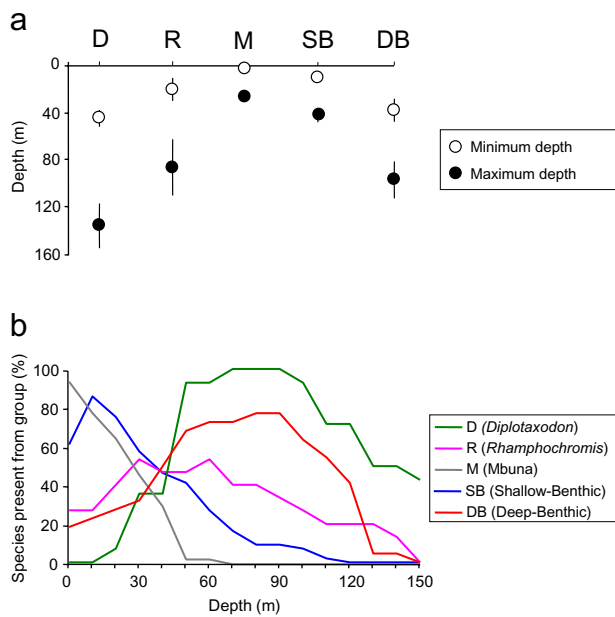 a
D R M SB DB
0
40
80
120
160
Depth (m)
Minimum depth
Maximum depth
b
100
80
60
40
20
0
Species present from group (%)
0 30 60 90 120 150
Depth (m)
D (Diplotaxodon)
R (Rhamphochromis)
M (Mbuna)
SB (Shallow-Benthic)
DB (Deep-Benthic)